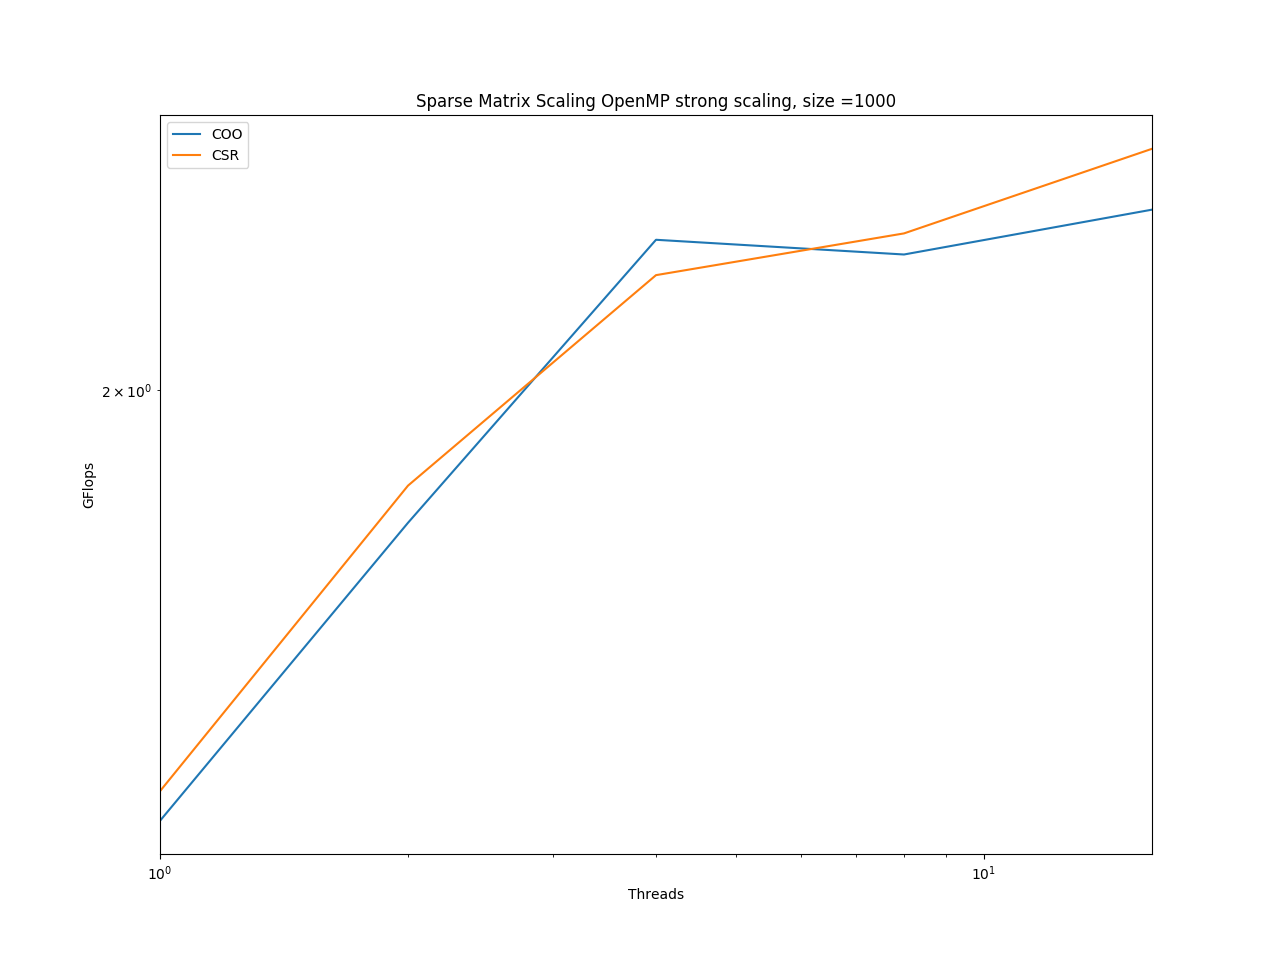 Sparse Matrix Scaling OpenMP strong scaling, size =1000
COO
CSR
2 × 10⁰
GFlops
10⁰
10¹
Threads